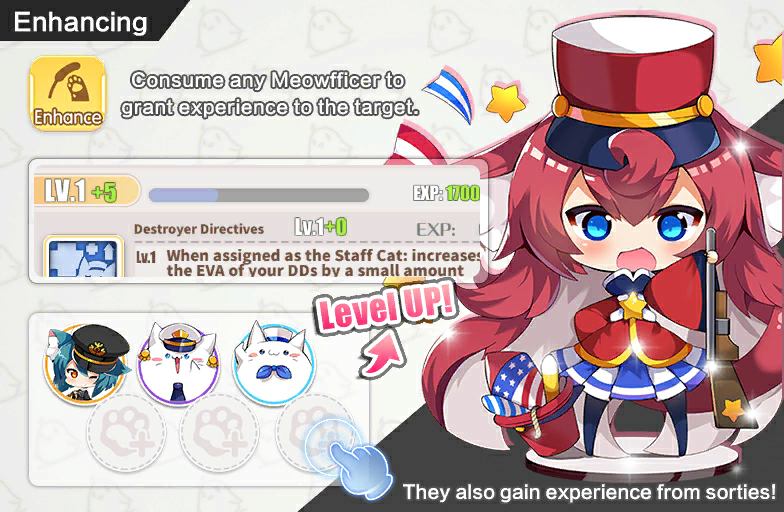 Enhancing
Enhance
Consume any Meowfficer to
grant experience to the target.
LV.1 +5
EXP: 1700
Destroyer Directives Lv.1+0 EXP:
Lv.1 When assigned as the Staff Cat: increases
the EVA of your DDs by a small amount
Level UP!
They also gain experience from sorties!